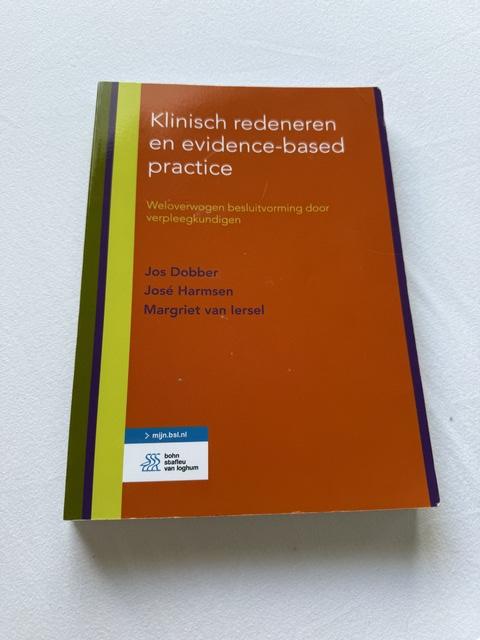 Klinisch redeneren
en evidence-based
practice
Weloverwogen besluitvorming door
verpleegkundigen
Jos Dobber
José Harmsen
Margriet van Iersel
> mijn.bsl.nl
bohn
stafleu
van loghum